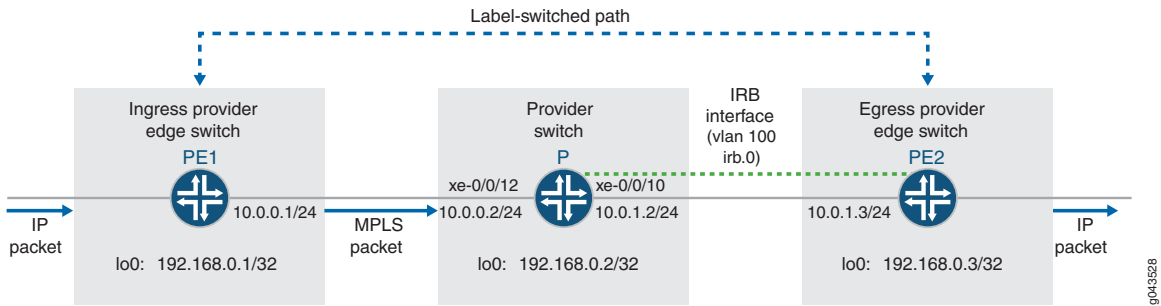 Label-switched path
Ingress provider
edge switch
PE1
Provider
switch
P
IRB
interface
(vlan 100
irb.0)
Egress provider
edge switch
PE2
xe-0/0/12
xe-0/0/10
10.0.0.1/24
10.0.0.2/24
10.0.1.2/24
10.0.1.3/24
IP
packet
MPLS
packet
IP
packet
lo0: 192.168.0.1/32
lo0: 192.168.0.2/32
lo0: 192.168.0.3/32
g043528